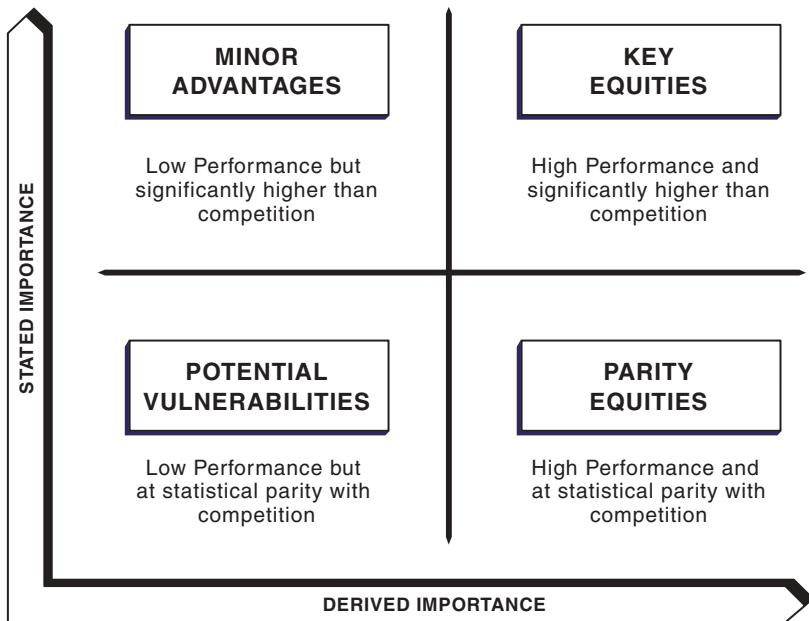 MINOR
ADVANTAGES
Low Performance but
significantly higher than
competition
KEY
EQUITIES
High Performance and
significantly higher than
competition
STATED IMPORTANCE
POTENTIAL
VULNERABILITIES
Low Performance but
at statistical parity with
competition
PARITY
EQUITIES
High Performance and
at statistical parity with
competition
DERIVED IMPORTANCE